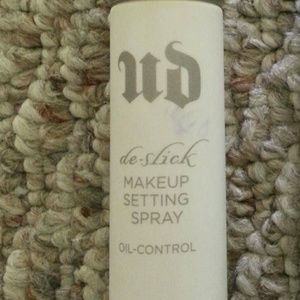 ud
de-slick
MAKEUP
SETTING
SPRAY
OIL-CONTROL